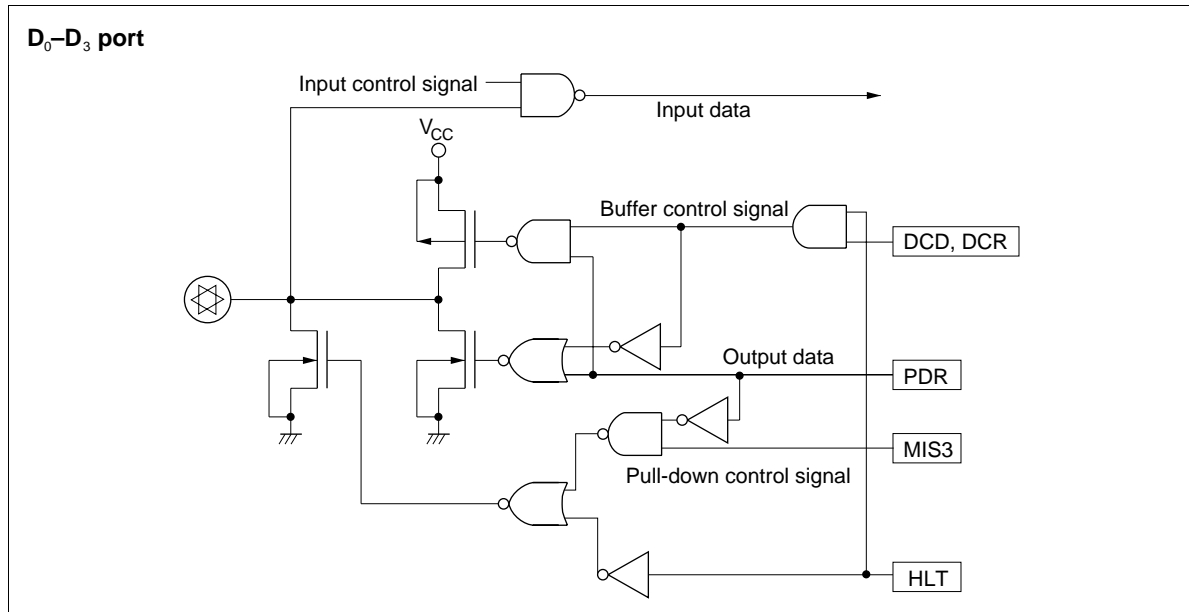 D₀–D₃ port
Input control signal
Input data
VCC
Buffer control signal
DCD, DCR
Output data
PDR
MIS3
Pull-down control signal
HLT